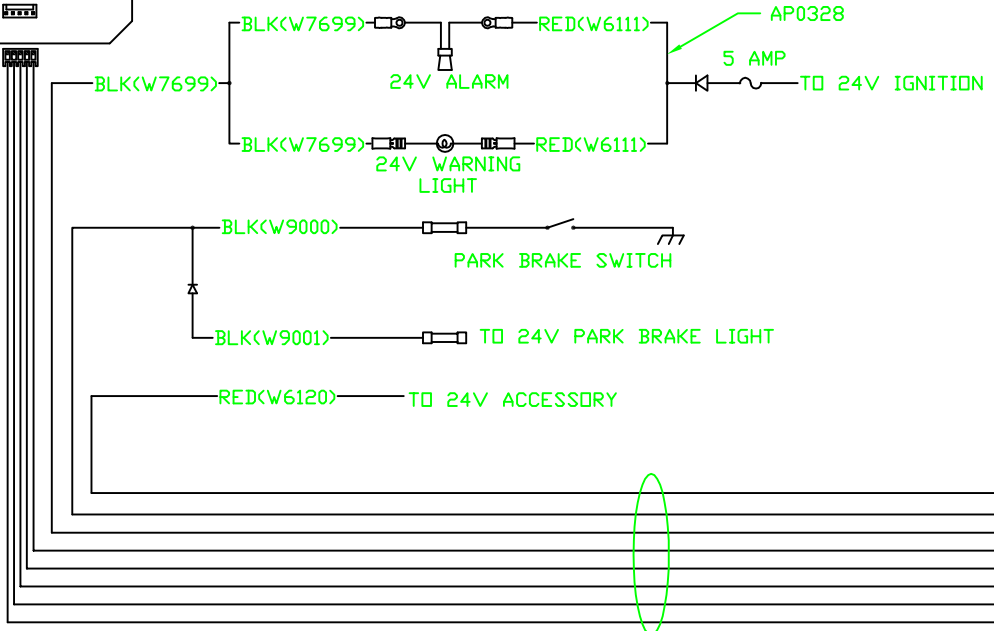 BLK(W7699)
RED(W6111)
AP0328
24V ALARM
5 AMP
BLK(W7699)
TO 24V IGNITION
BLK(W7699)
RED(W6111)
24V WARNING
LIGHT
BLK(W9000)
PARK BRAKE SWITCH
BLK(W9001)
TO 24V PARK BRAKE LIGHT
RED(W6120)
TO 24V ACCESSORY